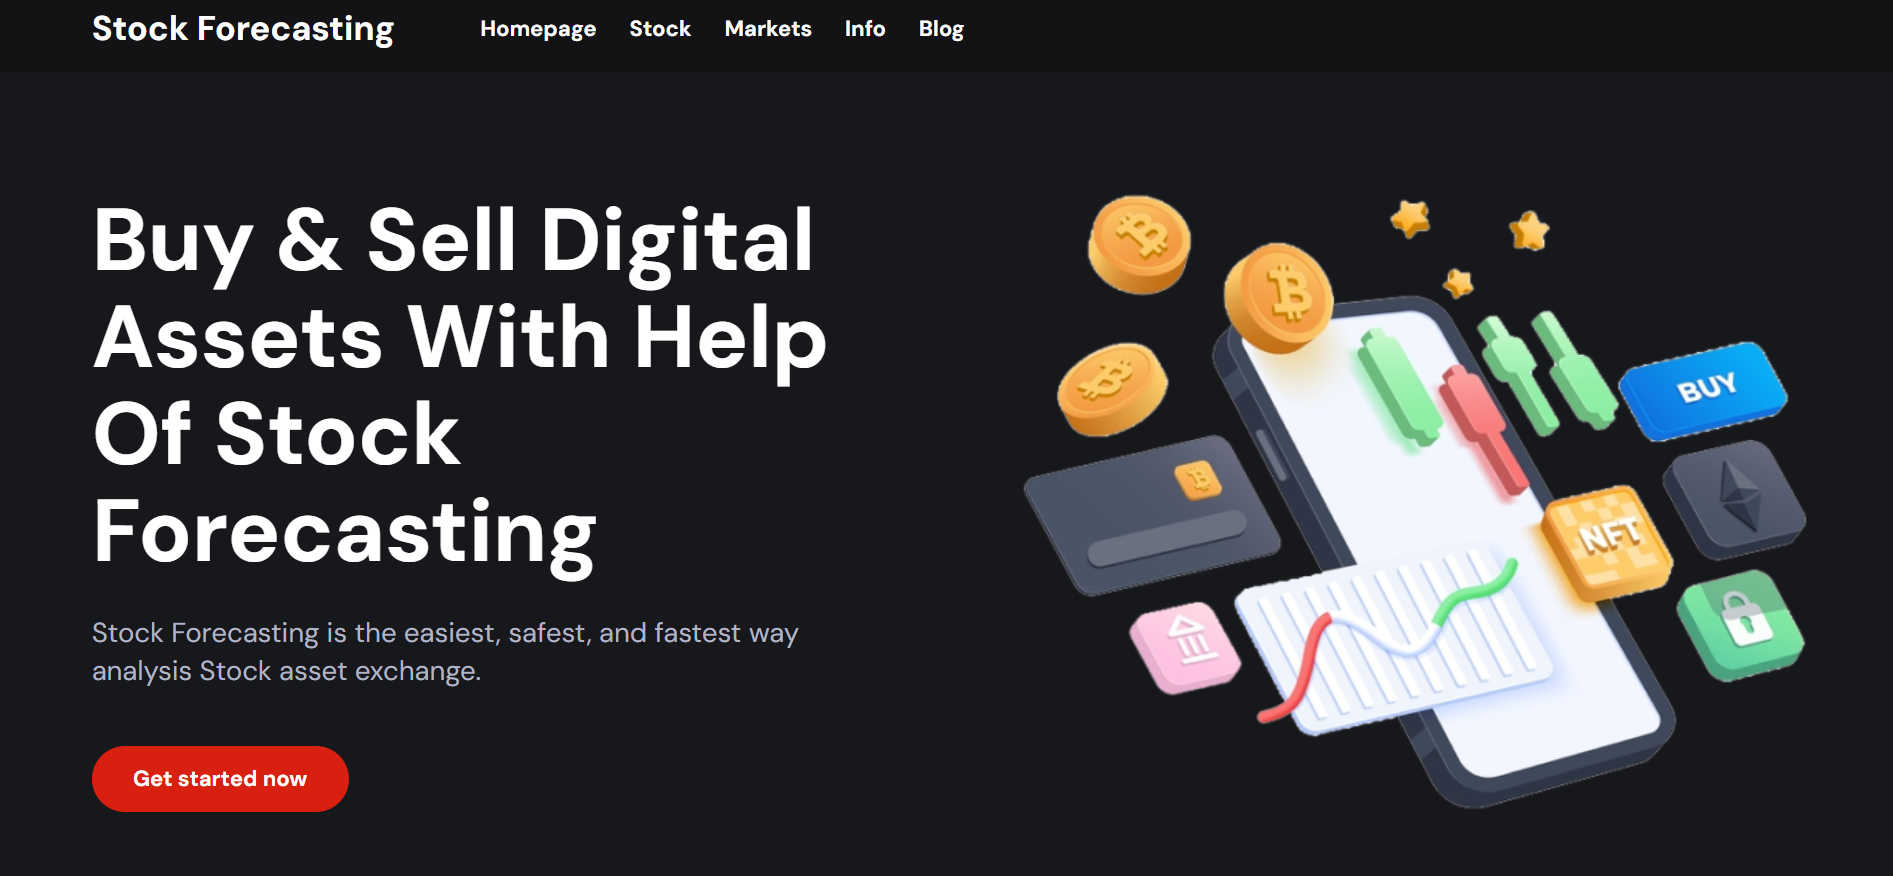 Stock Forecasting
Homepage Stock Markets Info Blog
Buy & Sell Digital
Assets With Help
Of Stock
Forecasting
Stock Forecasting is the easiest, safest, and fastest way
analysis Stock asset exchange.
Get started now
BUY
NFT